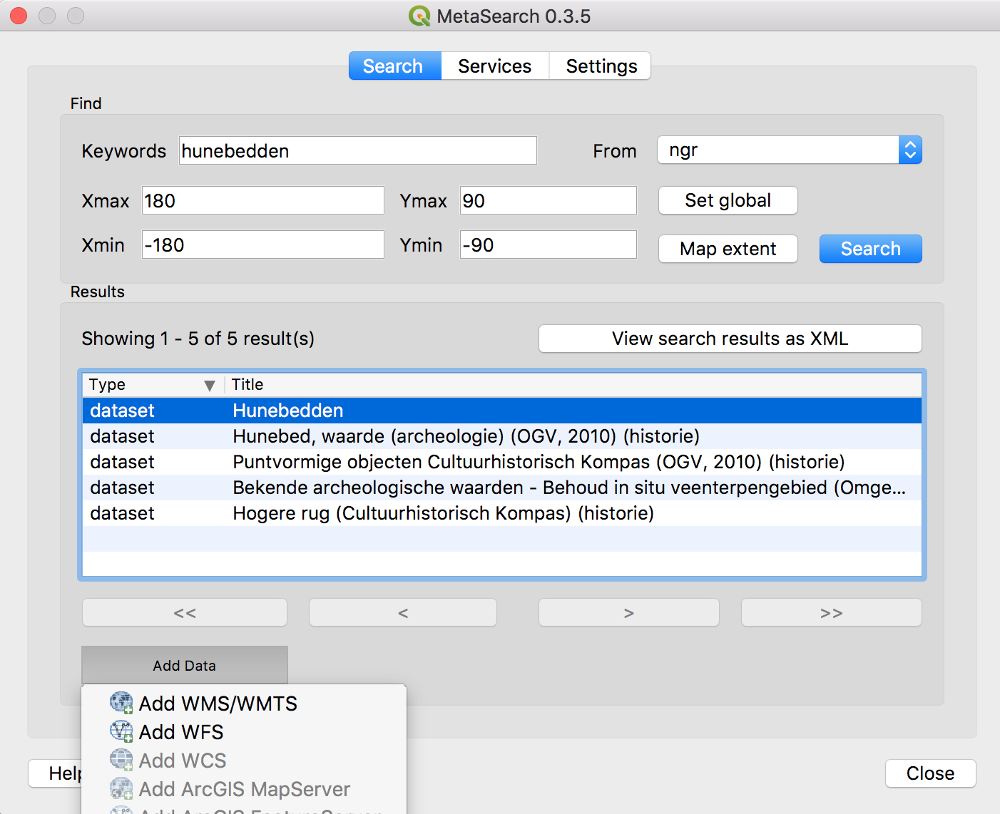 MetaSearch 0.3.5
Search Services Settings
Find
Keywords hunebedden From ngr
Xmax 180 Ymax 90 Set global
Xmin -180 Ymin -90 Map extent Search
Results
Showing 1 - 5 of 5 result(s) View search results as XML
Type Title
dataset Hunebedden
dataset Hunebed, waarde (archeologie) (OGV, 2010) (historie)
dataset Puntvormige objecten Cultuurhistorisch Kompas (OGV, 2010) (historie)
dataset Bekende archeologische waarden - Behoud in situ veenterpengebied (Omge...
dataset Hogere rug (Cultuurhistorisch Kompas) (historie)
<< < > >>
Add Data
Add WMS/WMTS
Add WFS
Add WCS
Help Close
Add ArcGIS MapServer
Add ArcGIS FeatureServer